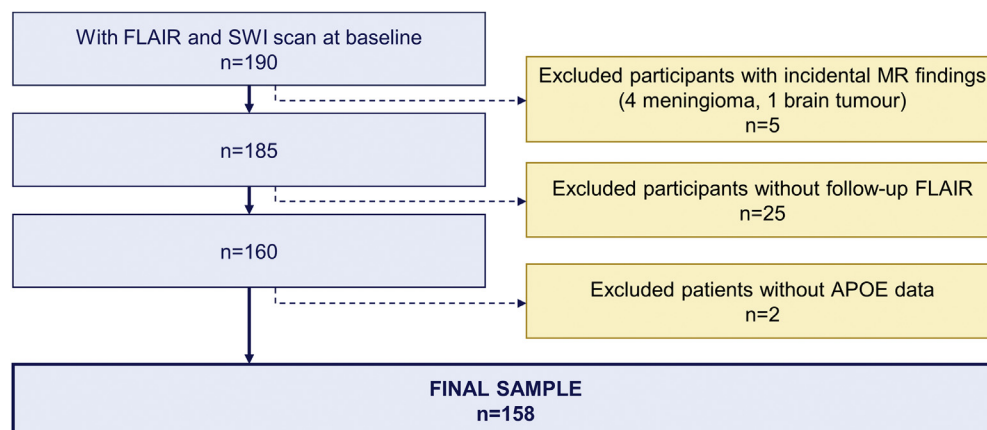 With FLAIR and SWI scan at baseline
n=190
Excluded participants with incidental MR findings
(4 meningioma, 1 brain tumour)
n=5
n=185
Excluded participants without follow-up FLAIR
n=25
n=160
Excluded patients without APOE data
n=2
FINAL SAMPLE
n=158